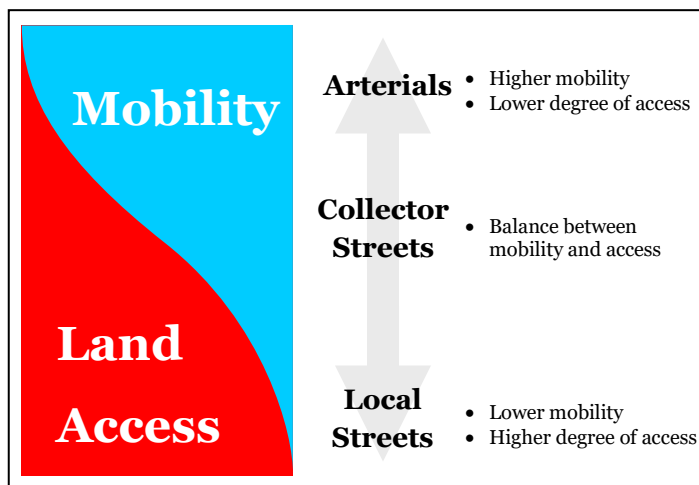 Mobility
Land
Access
Arterials
• Higher mobility
• Lower degree of access
Collector
Streets
• Balance between
mobility and access
Local
Streets
• Lower mobility
• Higher degree of access